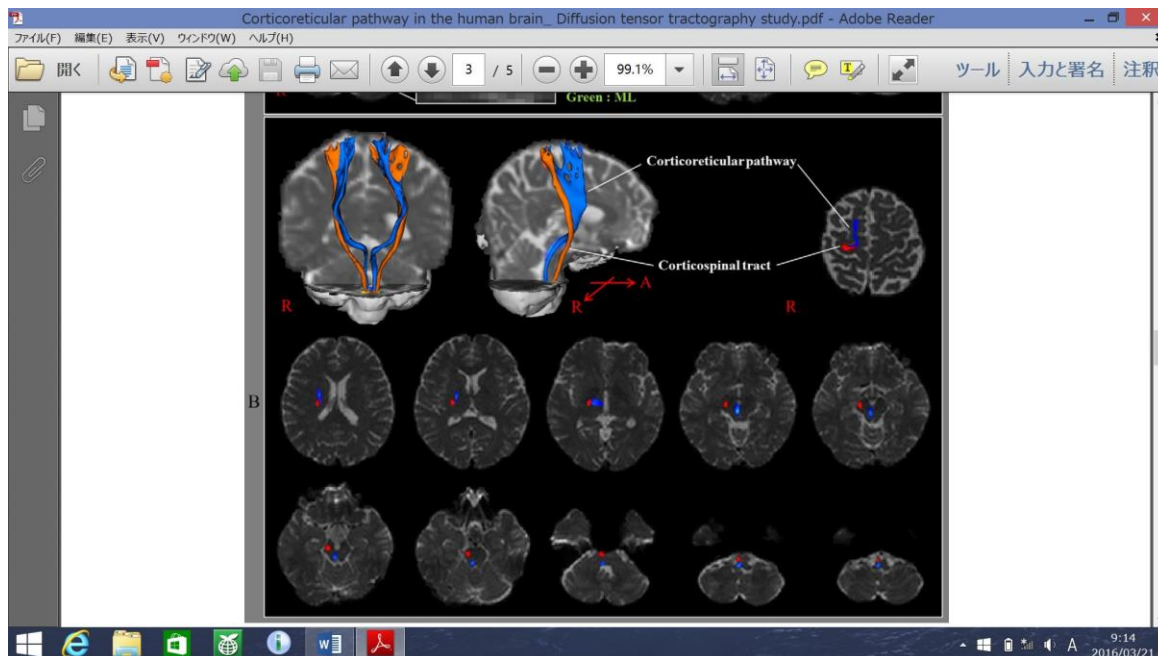 Corticoreticular pathway in the human brain_ Diffusion tensor tractography study.pdf - Adobe Reader
ファイル(F) 編集(E) 表示(V) ウィンドウ(W) ヘルプ(H)
開く 3 / 5 99.1% ツール 入力と署名 注釈
R Green : ML
Corticoreticular pathway
Corticospinal tract
A
R R R
B
A 9:14
2016/03/21